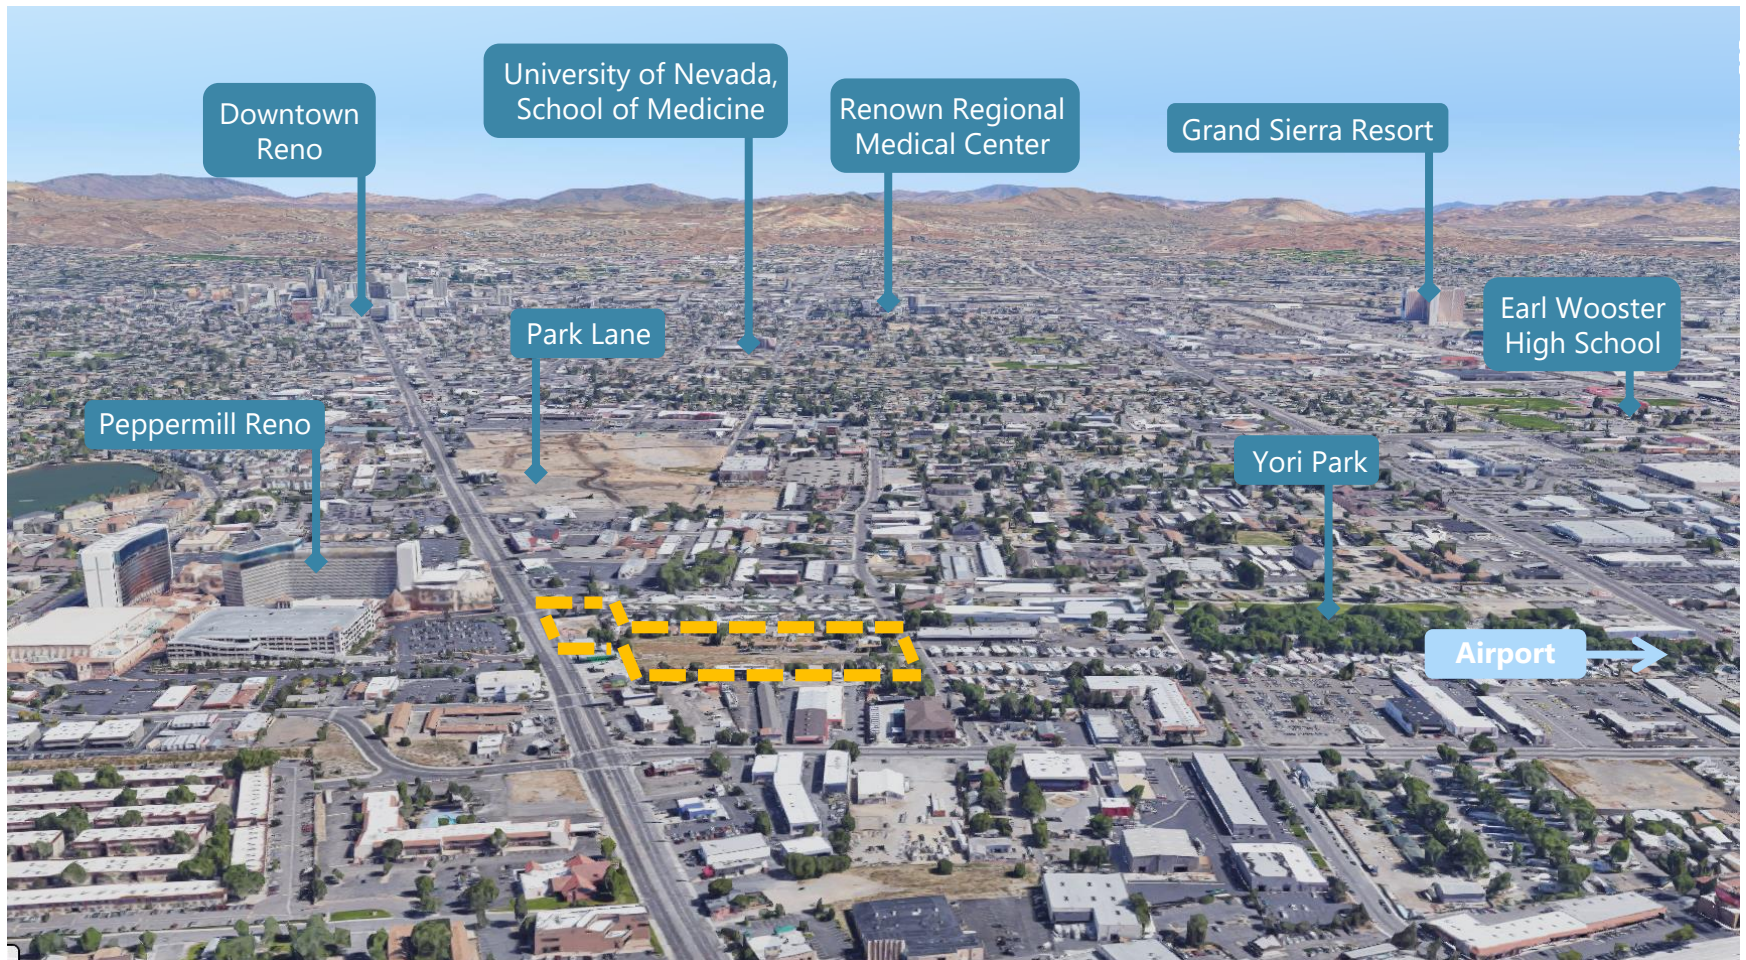 Downtown
Reno
University of Nevada,
School of Medicine
Renown Regional
Medical Center
Grand Sierra Resort
Earl Wooster
High School
Park Lane
Peppermill Reno
Yori Park
Airport